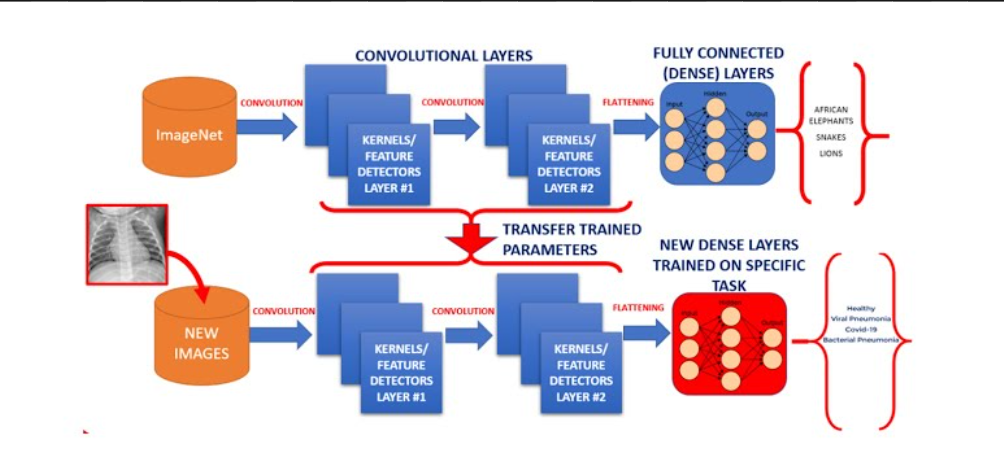 CONVOLUTIONAL LAYERS
FULLY CONNECTED
(DENSE) LAYERS
ImageNet
CONVOLUTION
KERNELS/
FEATURE
DETECTORS
LAYER #1
CONVOLUTION
KERNELS/
FEATURE
DETECTORS
LAYER #2
FLATTENING
Input
Hidden
Output
AFRICAN
ELEPHANTS
SNAKES
LIONS
TRANSFER TRAINED
PARAMETERS
NEW DENSE LAYERS
TRAINED ON SPECIFIC
TASK
NEW
IMAGES
CONVOLUTION
KERNELS/
FEATURE
DETECTORS
LAYER #1
CONVOLUTION
KERNELS/
FEATURE
DETECTORS
LAYER #2
FLATTENING
Input
Hidden
Output
Healthy
Viral Pneumonia
Covid-19
Bacterial Pneumonia